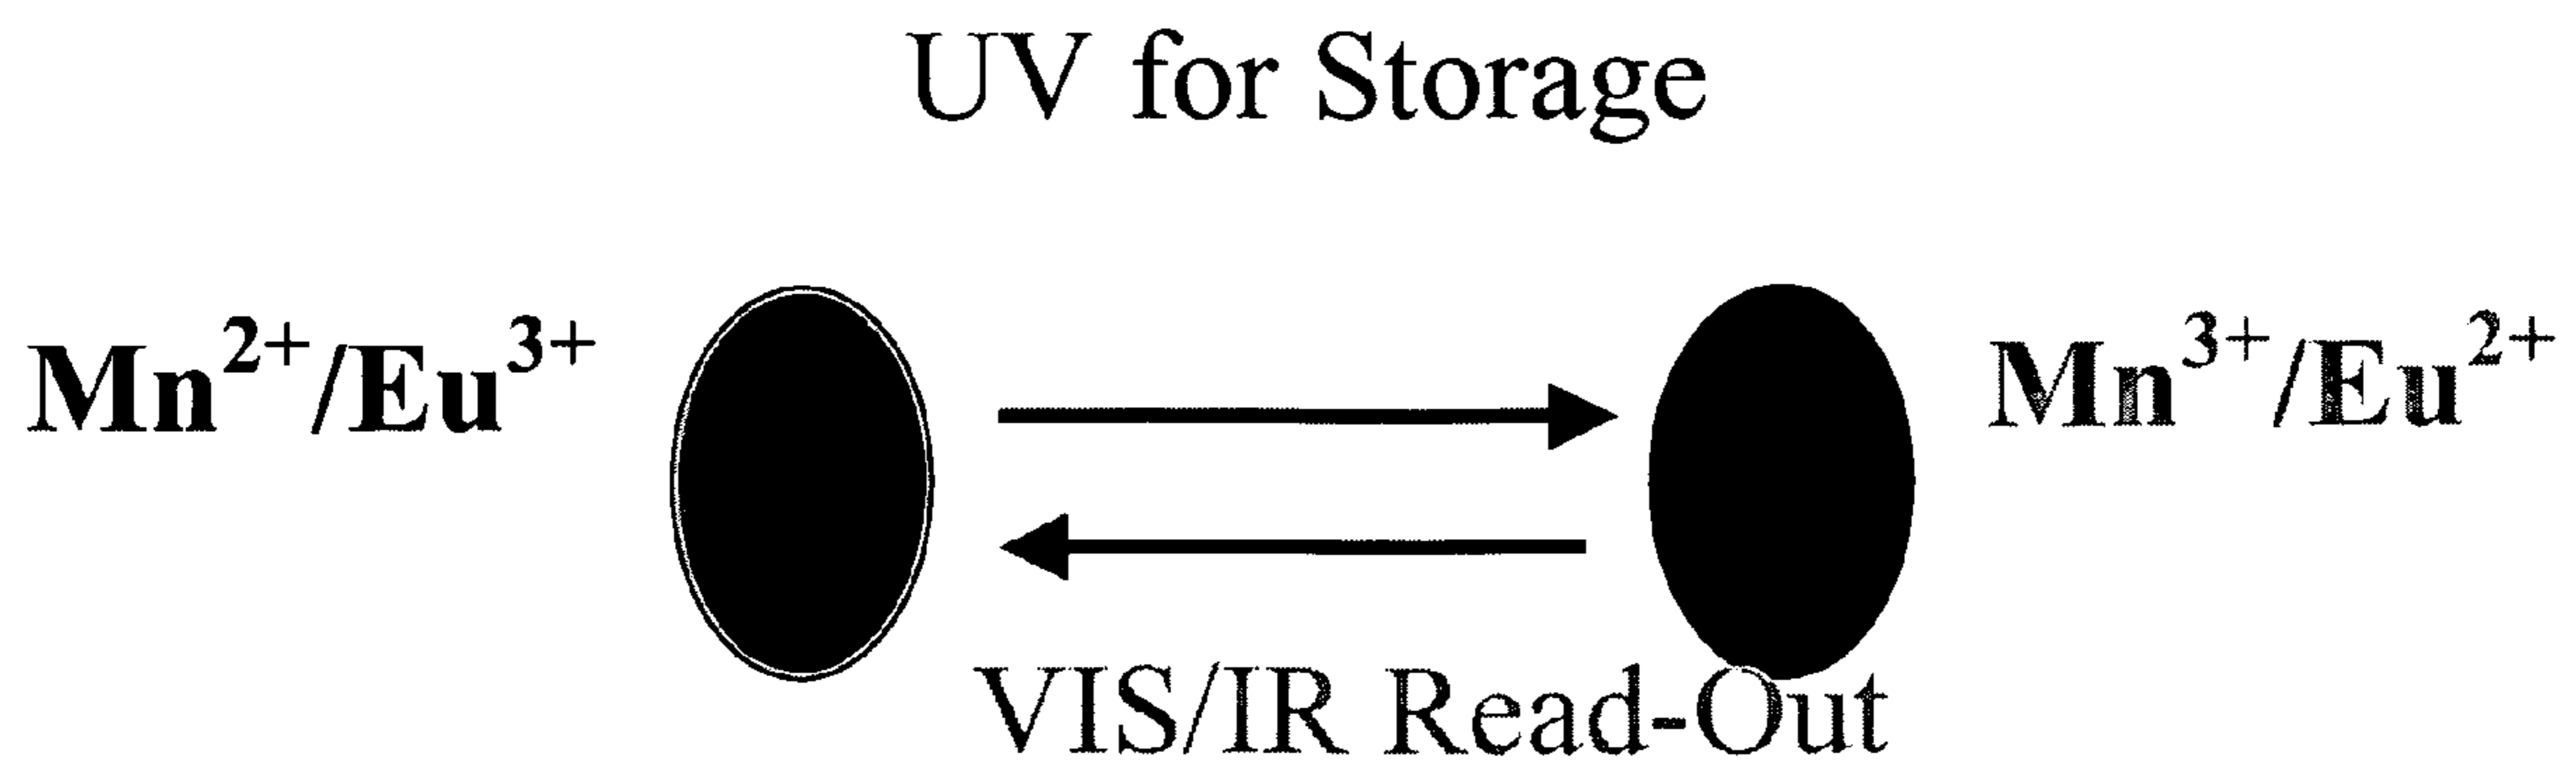 UV for Storage
Mn²⁺/Eu³⁺
Mn³⁺/Eu²⁺
VIS/IR Read-Out